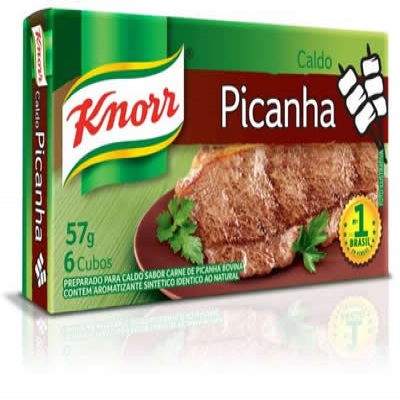 Knorr
Caldo
Picanha
57g
6 Cubos
PREPARADO PARA CALDO SABOR CARNE DE PICANHA BOVINA
CONTÉM AROMATIZANTE SINTÉTICO IDÊNTICO AO NATURAL
1
BRASIL
Knorr
Caldo
Picanha